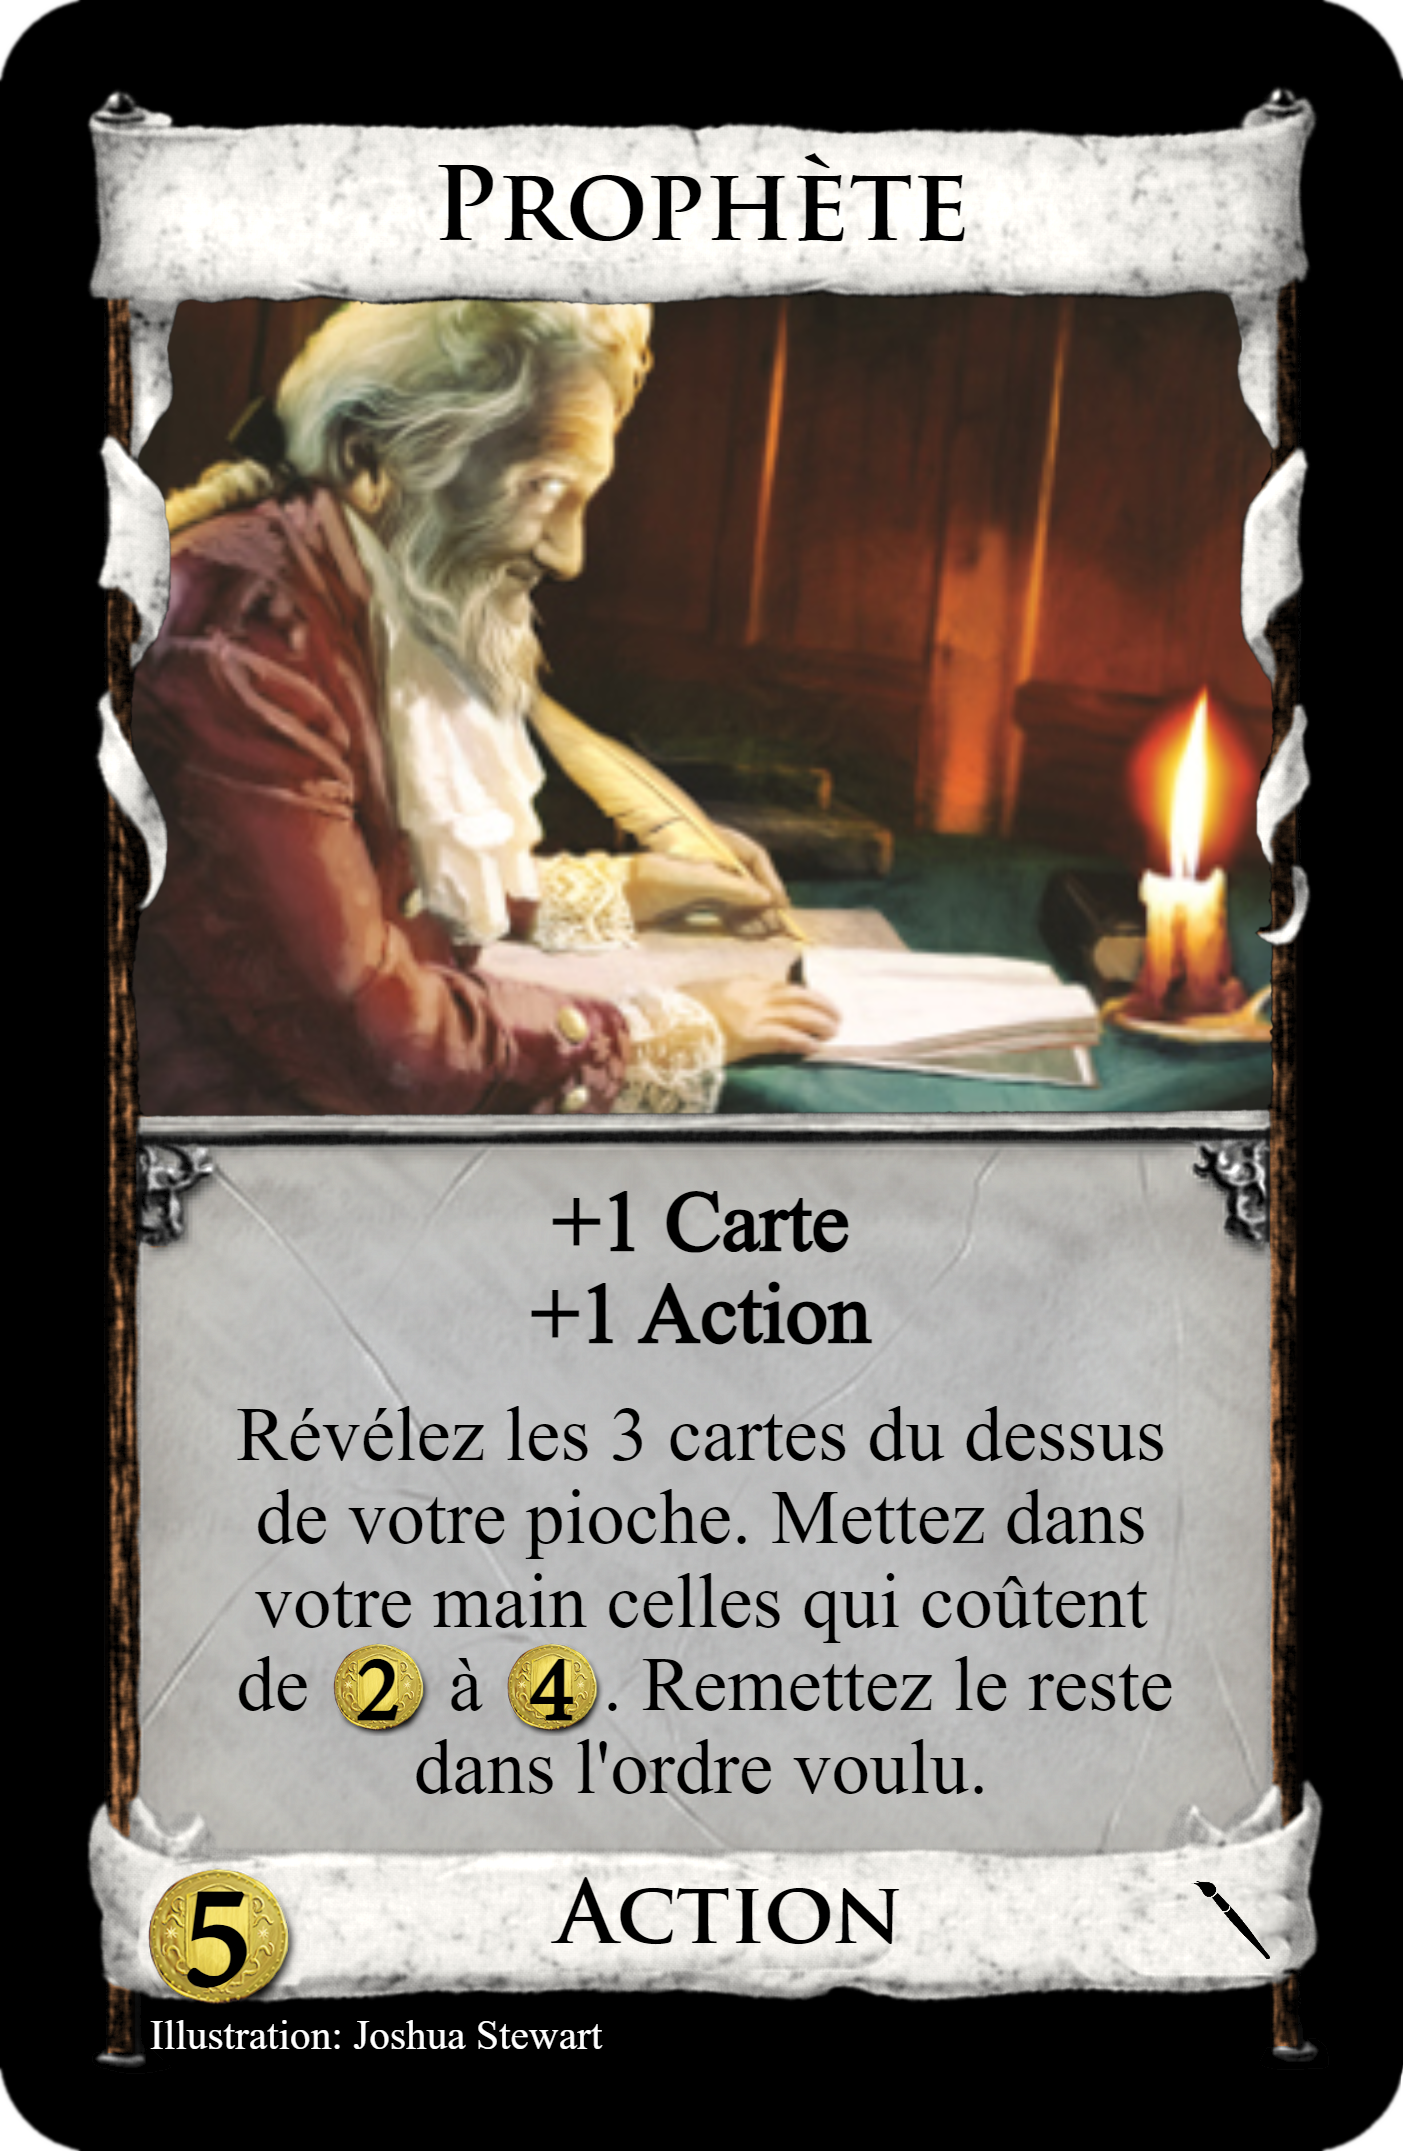 Prophète
+1 Carte
+1 Action
Révélez les 3 cartes du dessus
de votre pioche. Mettez dans
votre main celles qui coûtent
de 2 à 4. Remettez le reste
dans l'ordre voulu.
5 Action
Illustration: Joshua Stewart